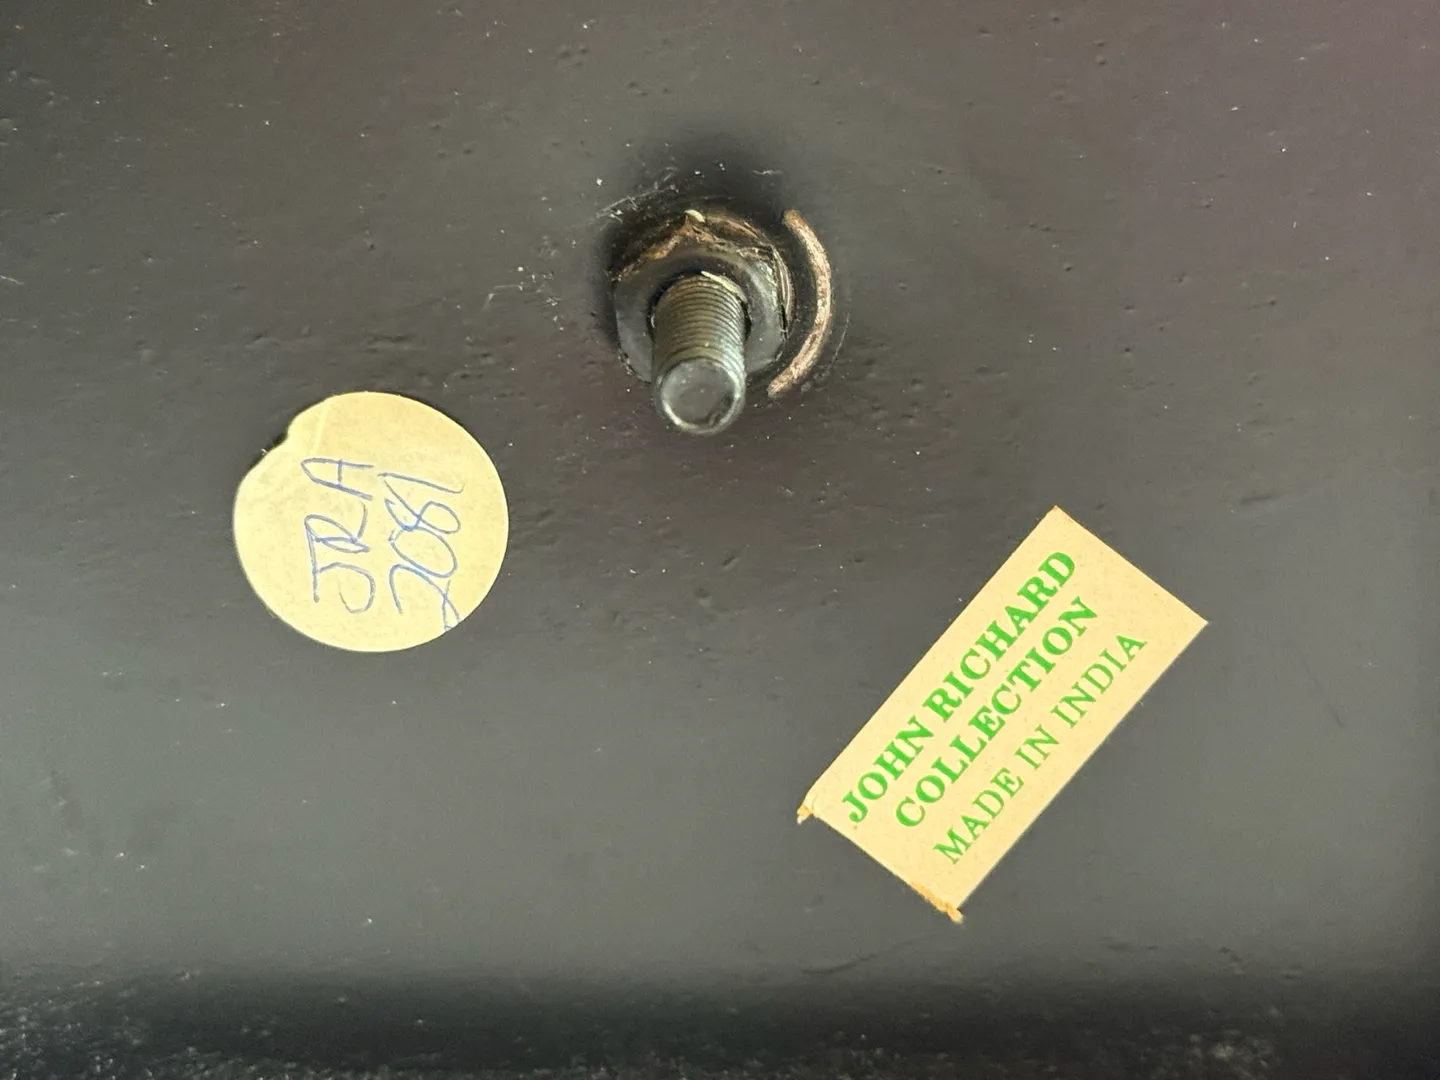 JRA
2081
JOHN RICHARD
COLLECTION
MADE IN INDIA